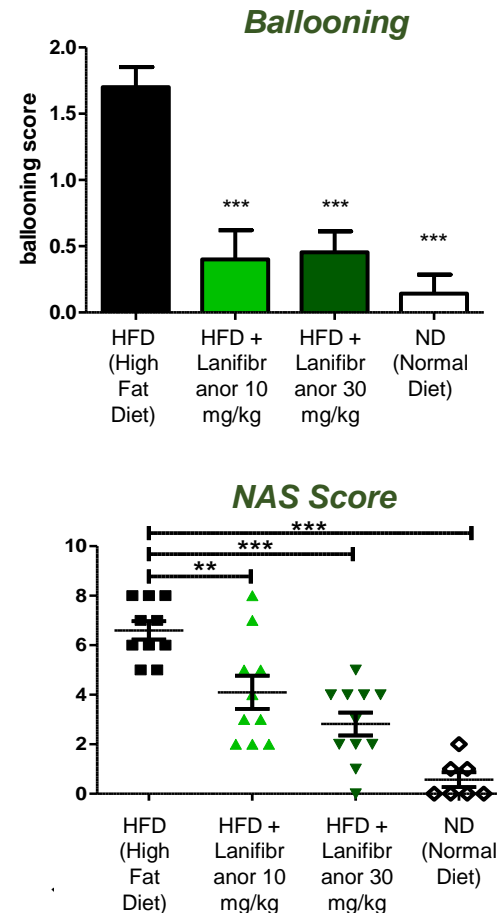 Ballooning
ballooning score
2.0
1.5
1.0
0.5
0.0
***
***
***
HFD
(High
Fat
Diet)
HFD +
Lanifibr
anor 10
mg/kg
HFD +
Lanifibr
anor 30
mg/kg
ND
(Normal
Diet)
NAS Score
***
***
**
10
8
6
4
2
0
HFD
(High
Fat
Diet)
HFD +
Lanifibr
anor 10
mg/kg
HFD +
Lanifibr
anor 30
mg/kg
ND
(Normal
Diet)